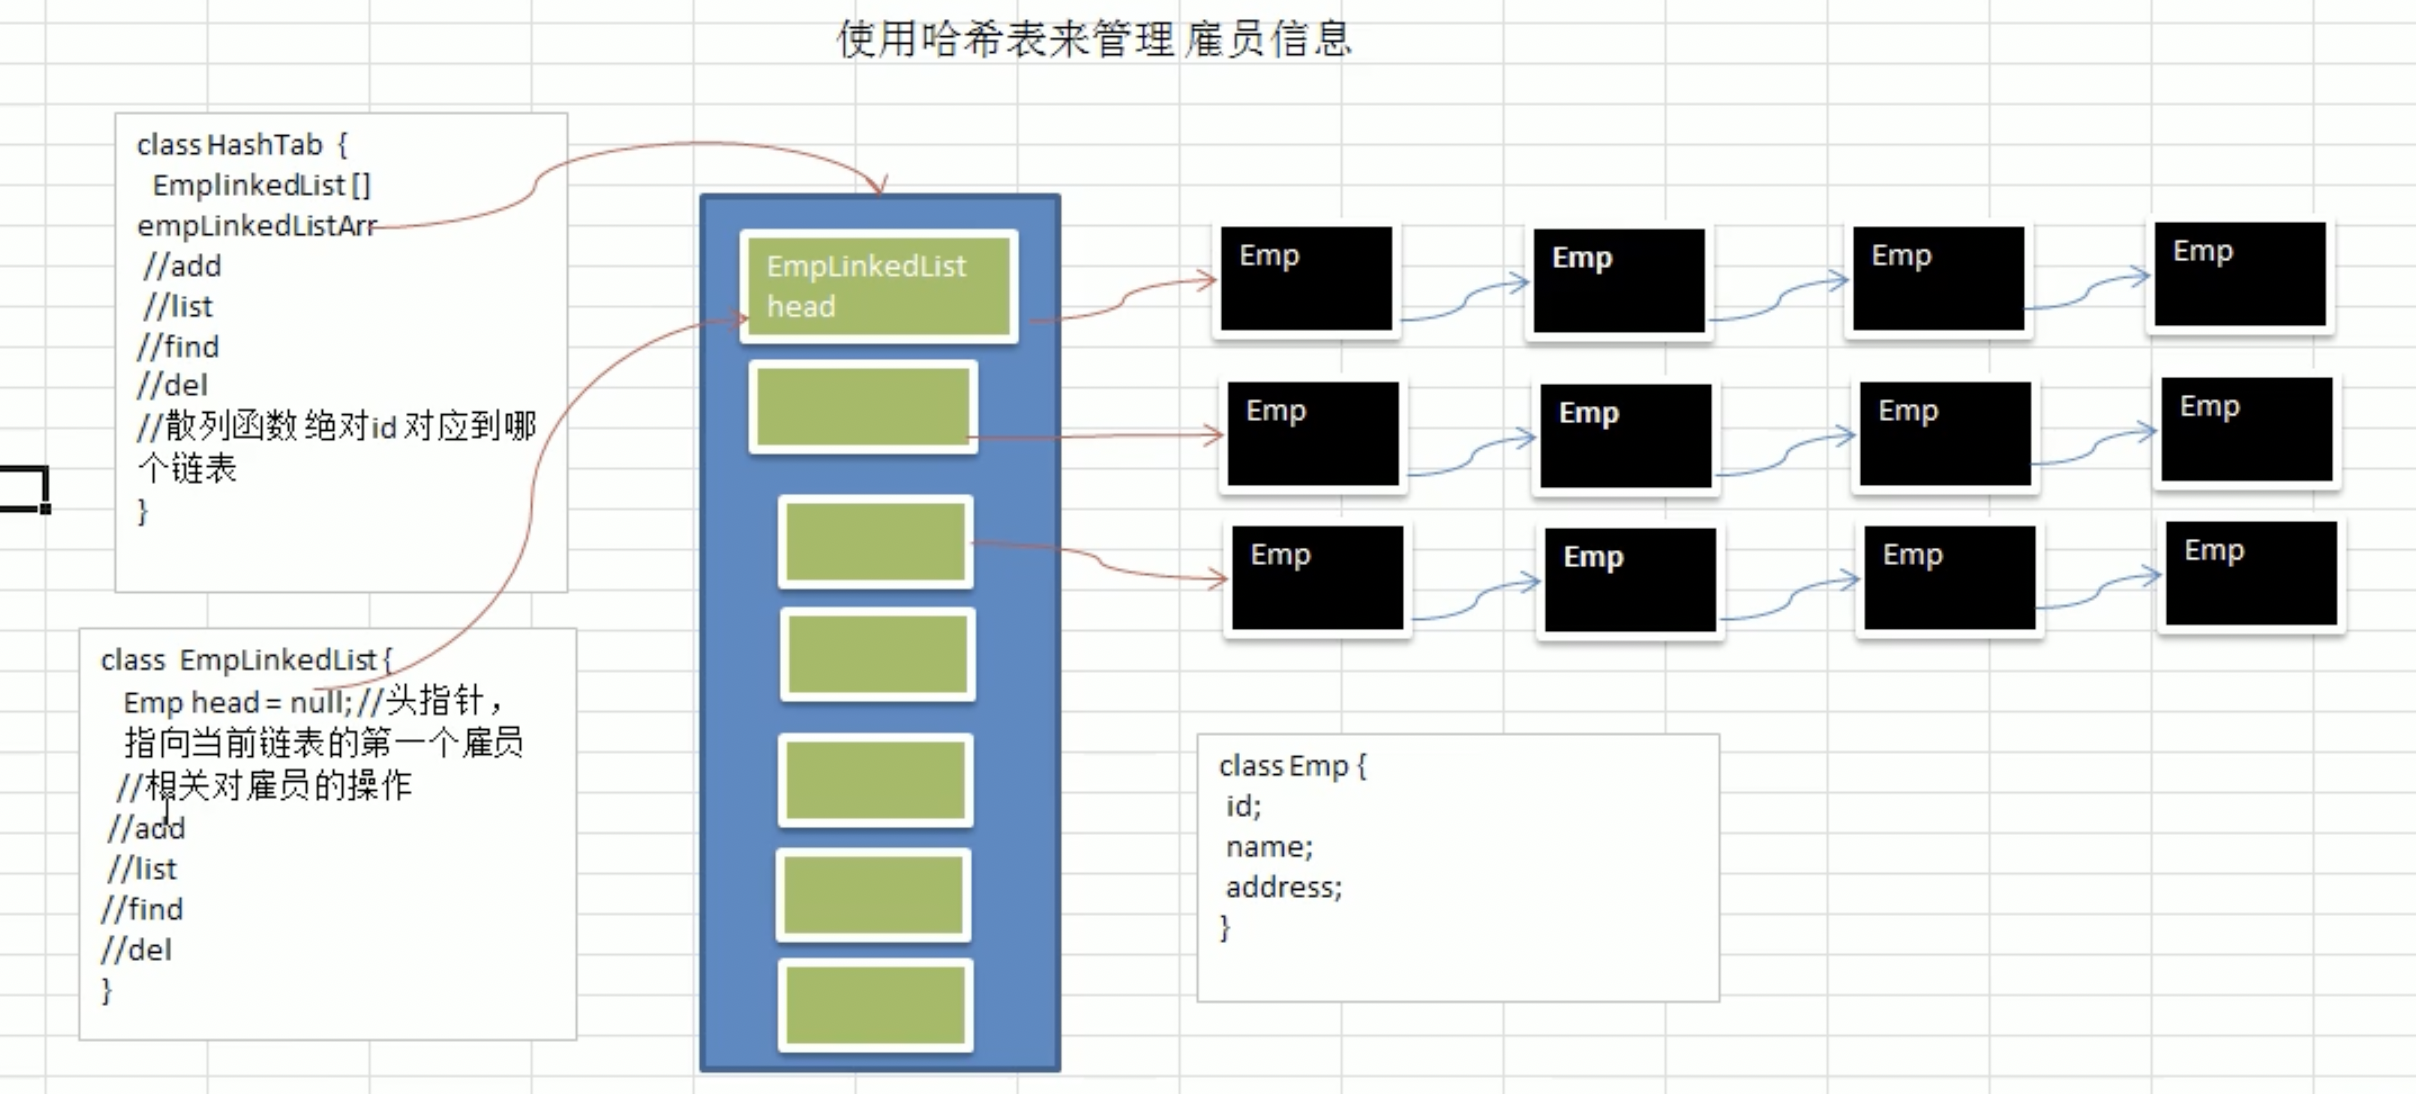 使用哈希表来管理 雇员信息
class HashTab {
EmplinkedList []
empLinkedListArr
//add
//list
//find
//del
//散列函数 绝对id 对应到哪
个链表
}
class EmpLinkedList{
Emp head = null; //头指针，
指向当前链表的第一个雇员
//相关对雇员的操作
//add
//list
//find
//del
}
EmpLinkedList
head
Emp
Emp
Emp
Emp
Emp
Emp
Emp
Emp
Emp
Emp
Emp
Emp
class Emp {
id;
name;
address;
}